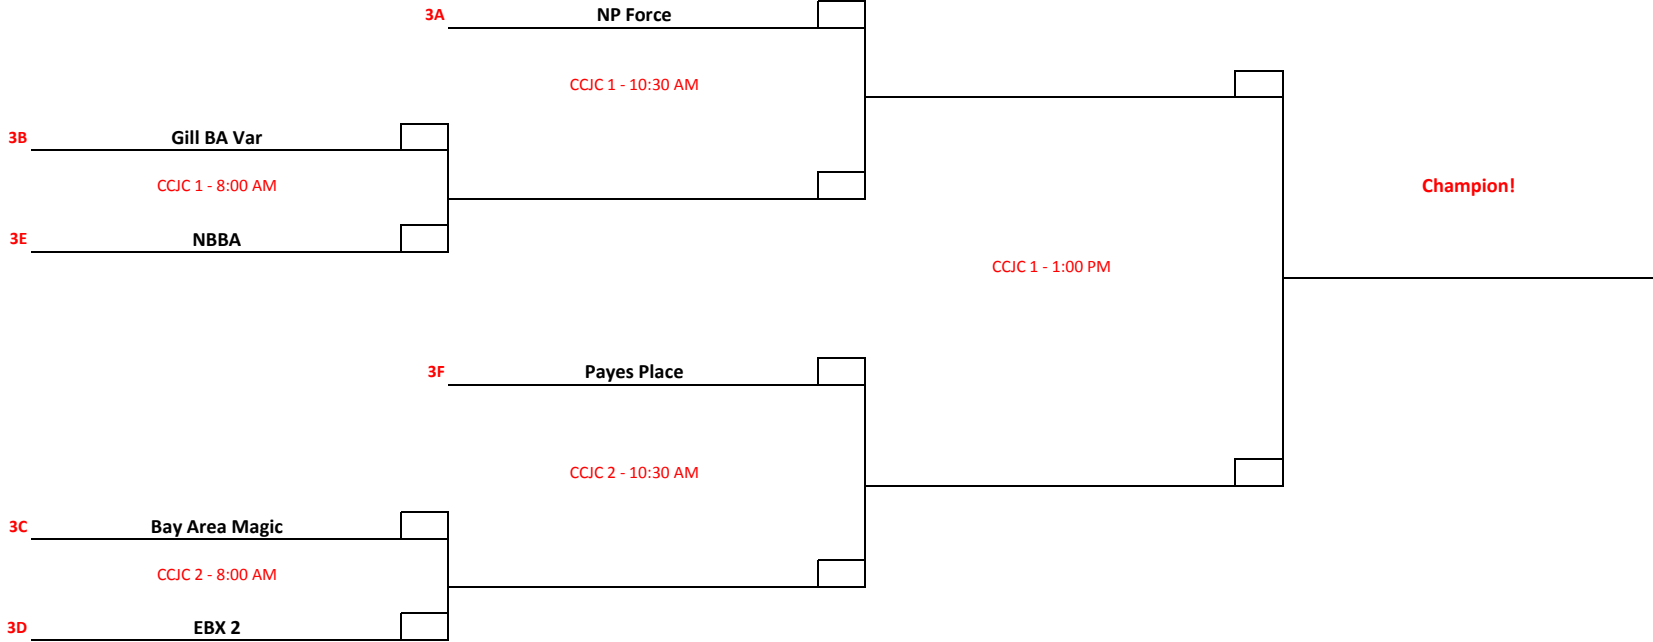 3A NP Force
CCJC 1 - 10:30 AM
3B Gill BA Var
CCJC 1 - 8:00 AM
Champion!
3E NBBA
CCJC 1 - 1:00 PM
3F Payes Place
CCJC 2 - 10:30 AM
3C Bay Area Magic
CCJC 2 - 8:00 AM
3D EBX 2